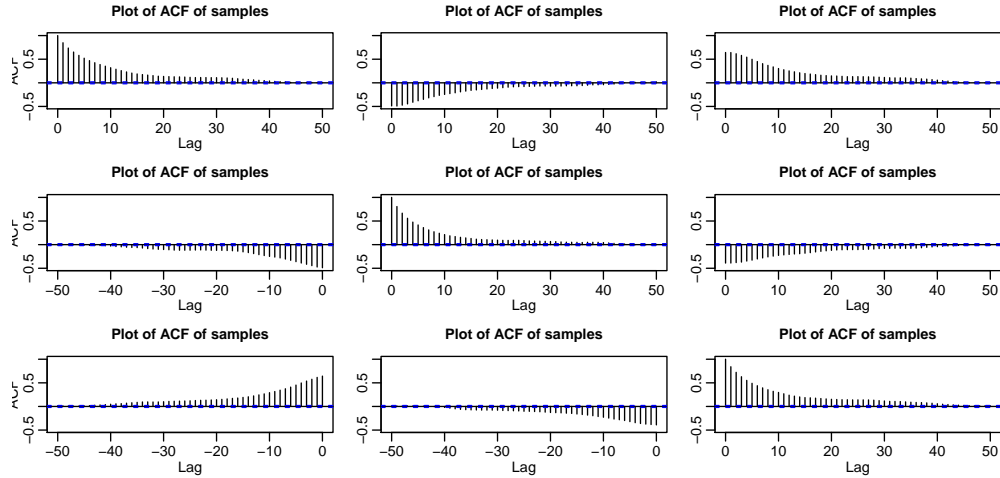 Plot of ACF of samples Plot of ACF of samples Plot of ACF of samples
ACF
0.5 0.5 0.5
−0.5 −0.5 −0.5
0 10 20 30 40 50 0 10 20 30 40 50 0 10 20 30 40 50
Lag Lag Lag
Plot of ACF of samples Plot of ACF of samples Plot of ACF of samples
ACF
0.5 0.5 0.5
−0.5 −0.5 −0.5
−50 −40 −30 −20 −10 0 0 10 20 30 40 50 0 10 20 30 40 50
Lag Lag Lag
Plot of ACF of samples Plot of ACF of samples Plot of ACF of samples
ACF
0.5 0.5 0.5
−0.5 −0.5 −0.5
−50 −40 −30 −20 −10 0 −50 −40 −30 −20 −10 0 0 10 20 30 40 50
Lag Lag Lag